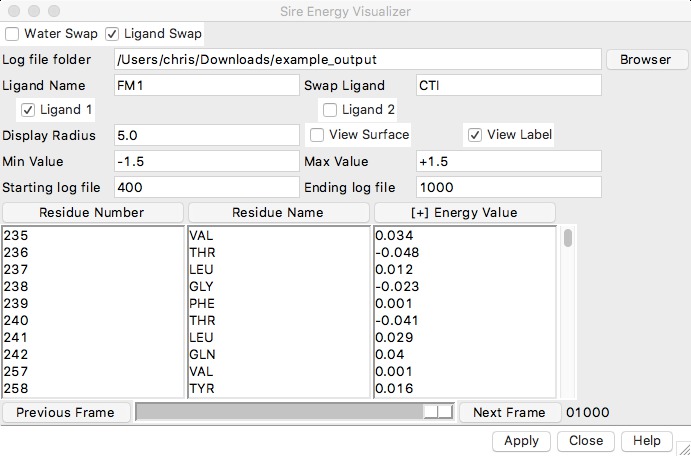 Sire Energy Visualizer
Water Swap Ligand Swap
Log file folder /Users/chris/Downloads/example_output Browser
Ligand Name FM1 Swap Ligand CTI
Ligand 1 Ligand 2
Display Radius 5.0 View Surface View Label
Min Value -1.5 Max Value +1.5
Starting log file 400 Ending log file 1000
Residue Number Residue Name [+] Energy Value
235 VAL 0.034
236 THR -0.048
237 LEU 0.012
238 GLY -0.023
239 PHE 0.001
240 THR -0.041
241 LEU 0.029
242 GLN 0.04
257 VAL 0.001
258 TYR 0.016
Previous Frame Next Frame 01000
Apply Close Help